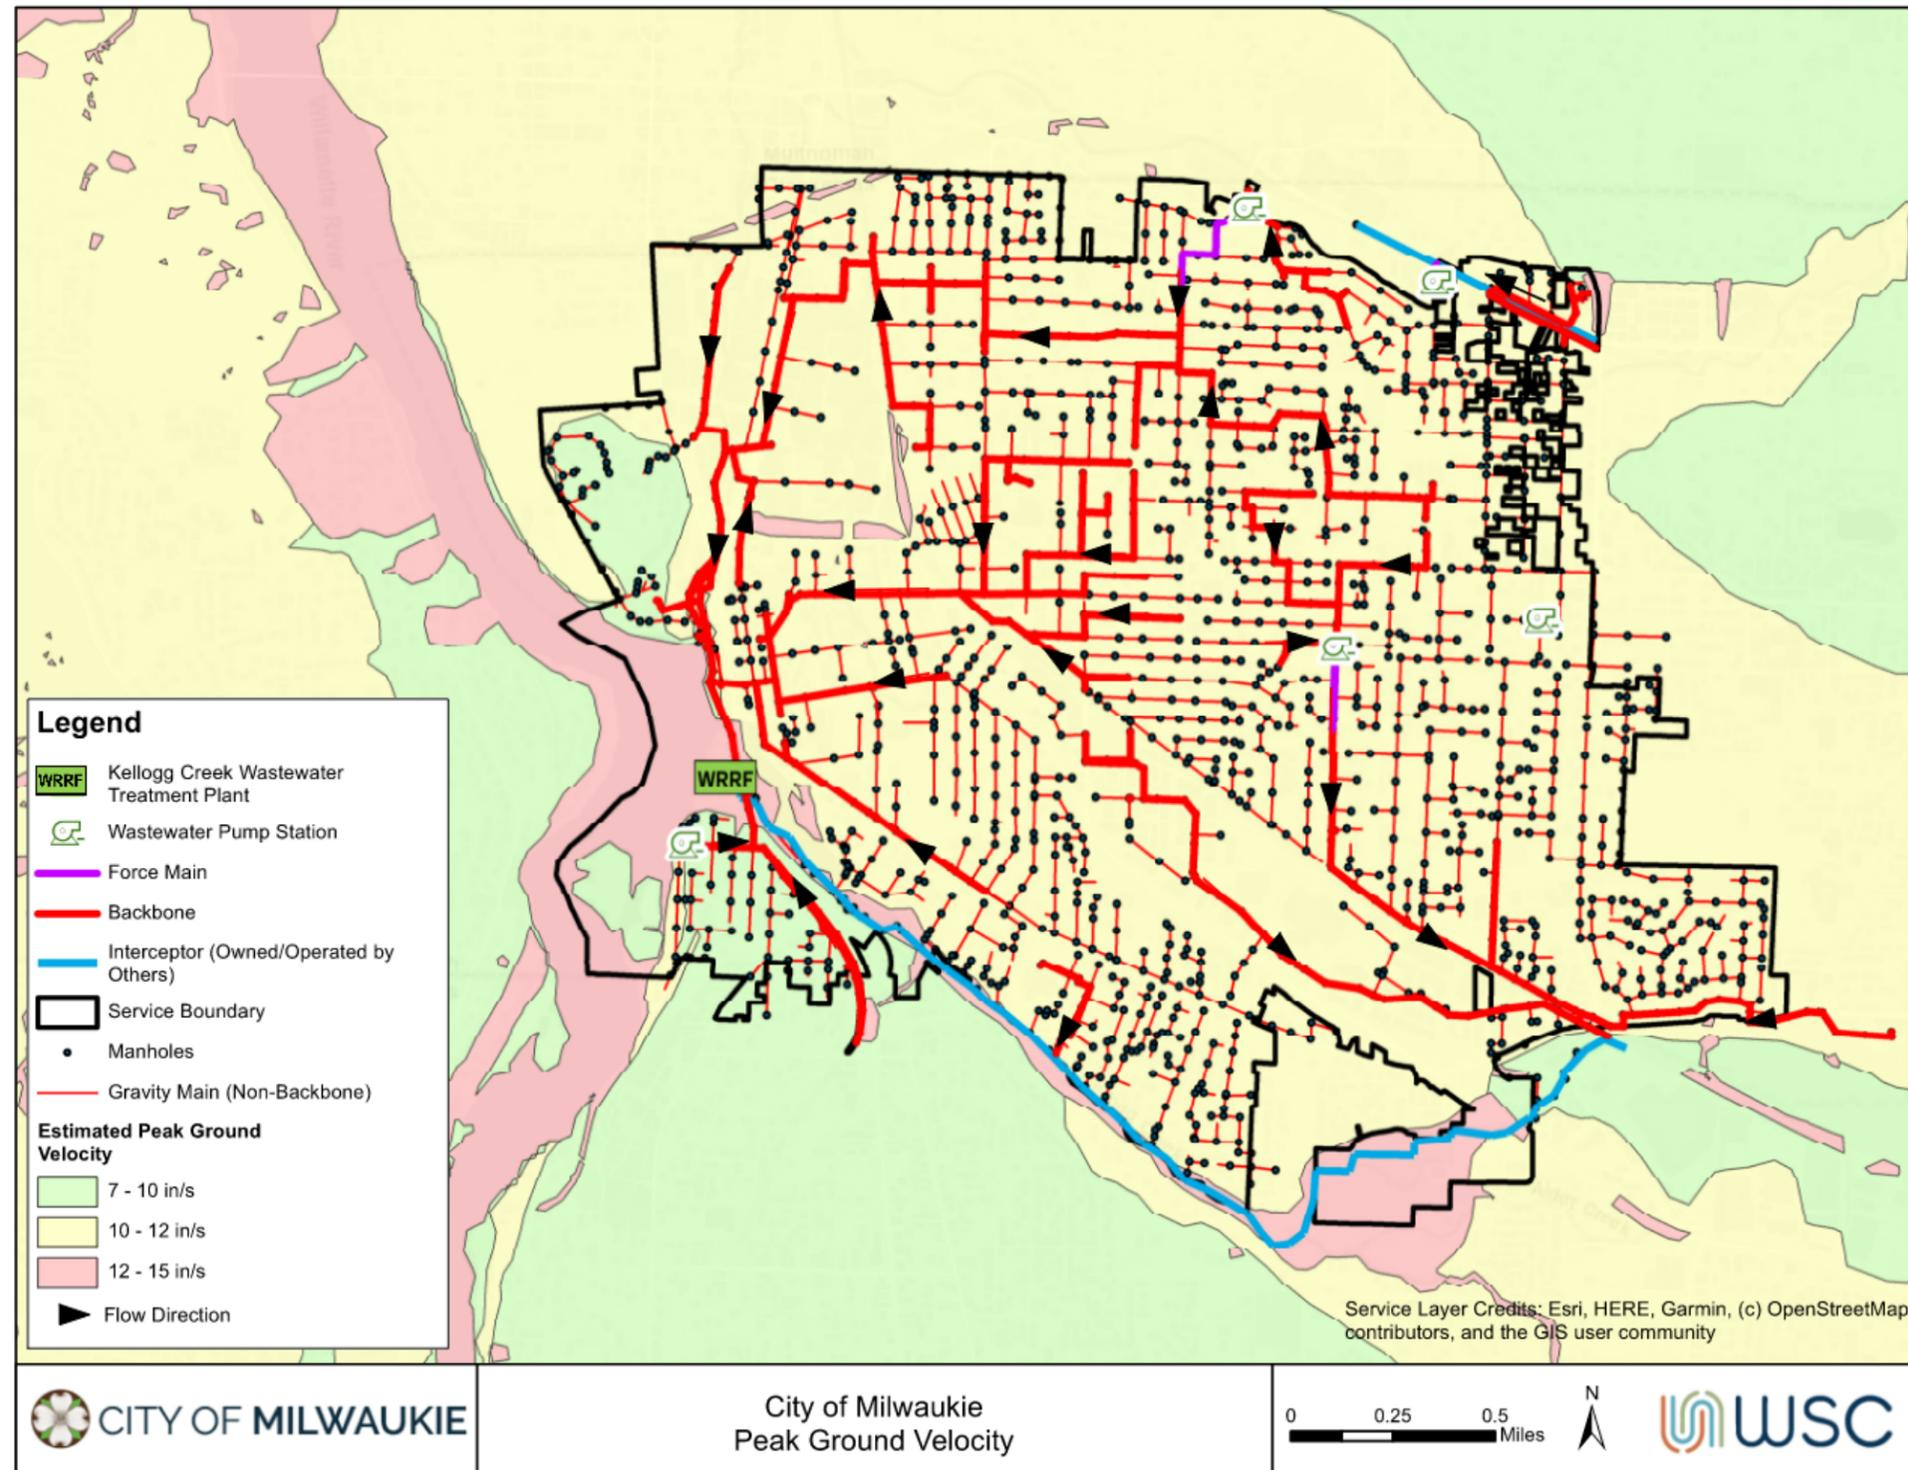 Multnomah
Willamette River
WRRF
Legend
WRRF
Kellogg Creek Wastewater
Treatment Plant
Wastewater Pump Station
Force Main
Backbone
Interceptor (Owned/Operated by
Others)
Service Boundary
Manholes
Gravity Main (Non-Backbone)
Estimated Peak Ground
Velocity
7 - 10 in/s
10 - 12 in/s
12 - 15 in/s
Flow Direction
Service Layer Credits: Esri, HERE, Garmin, (c) OpenStreetMap
contributors, and the GIS user community
CITY OF MILWAUKIE
City of Milwaukie
Peak Ground Velocity
0 0.25 0.5
Miles
N
WSC